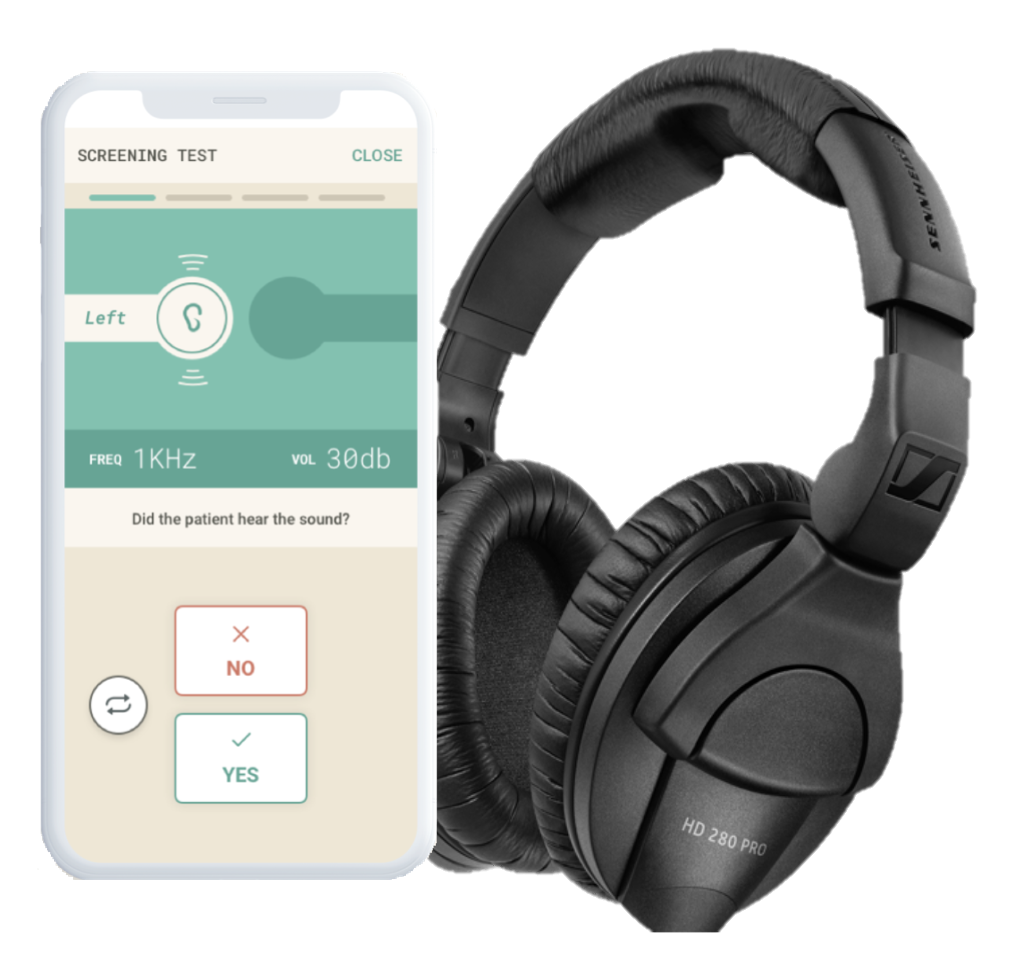 SCREENING TEST CLOSE
Left
FREQ 1KHz VOL 30db
Did the patient hear the sound?
NO
YES
SENNHEISER
HD 280 PRO